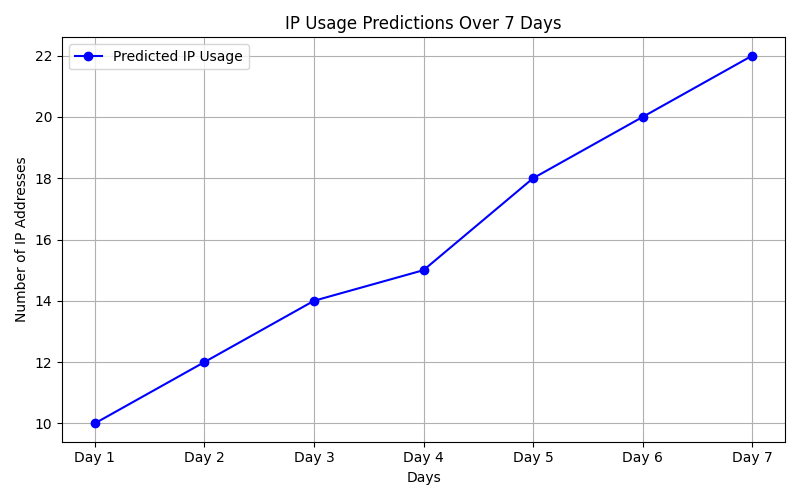 IP Usage Predictions Over 7 Days
Predicted IP Usage
22
20
18
16
14
12
10
Number of IP Addresses
Day 1 Day 2 Day 3 Day 4 Day 5 Day 6 Day 7
Days